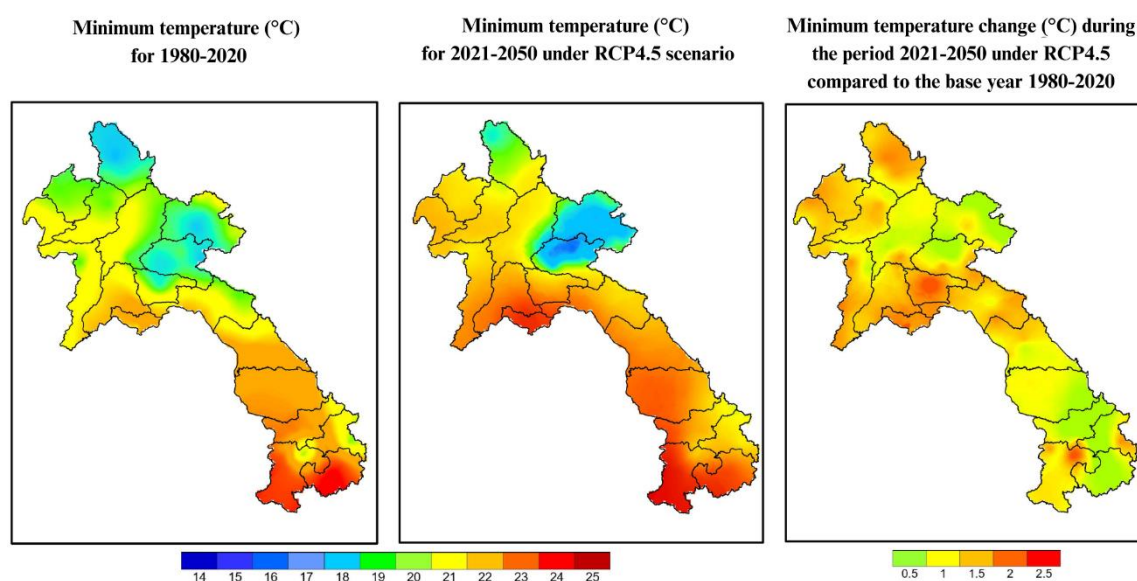 Minimum temperature (°C)
for 1980-2020
Minimum temperature (°C)
for 2021-2050 under RCP4.5 scenario
Minimum temperature change (°C) during
the period 2021-2050 under RCP4.5
compared to the base year 1980-2020
14 15 16 17 18 19 20 21 22 23 24 25
0.5 1 1.5 2 2.5